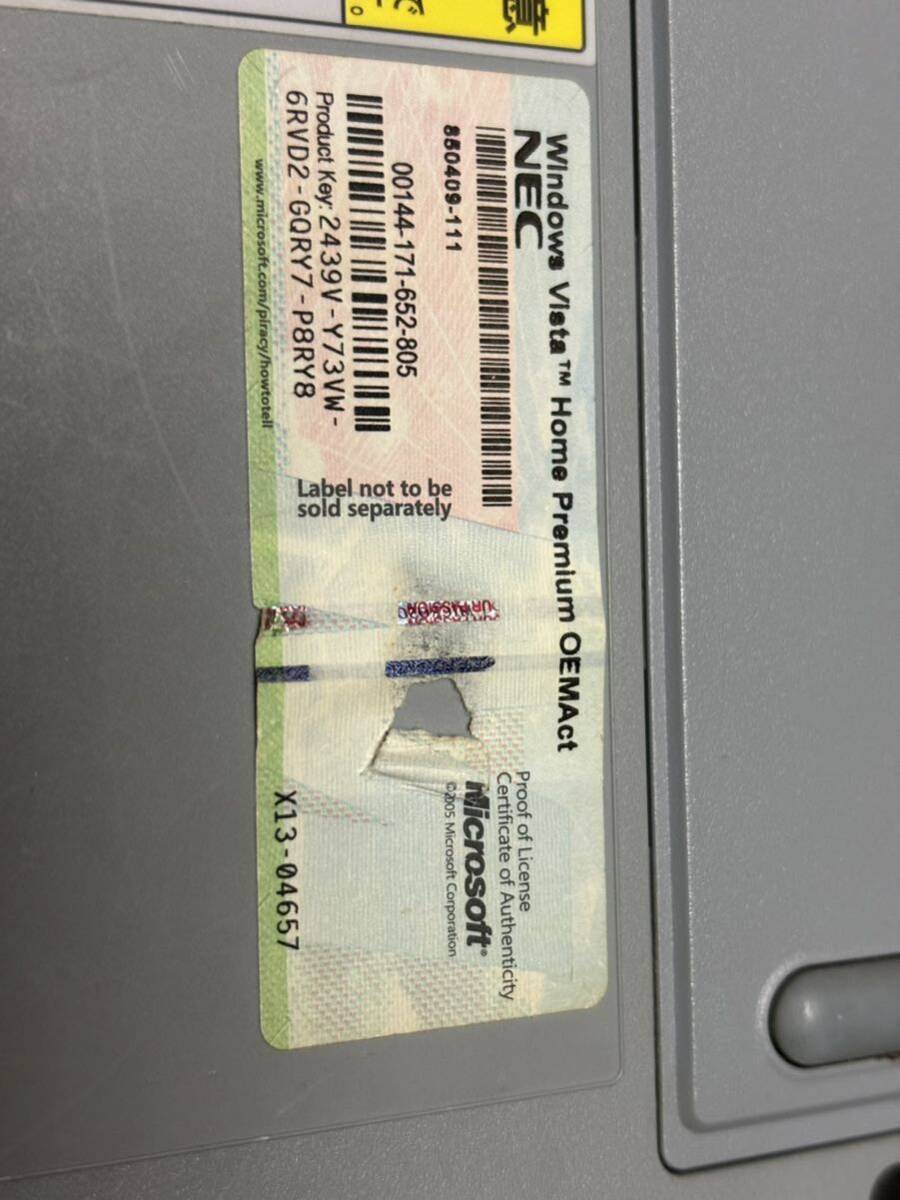 Windows Vista™ Home Premium OEMAct
NEC
850409-111
00144-171-652-805
Product Key: 2439V-Y73VW-
6RVD2-GQRY7-P8RY8
www.microsoft.com/piracy/howtotell
Label not to be
sold separately
UR PASSION
Proof of License
Certificate of Authenticity
Microsoft®
©2005 Microsoft Corporation
X13-04657